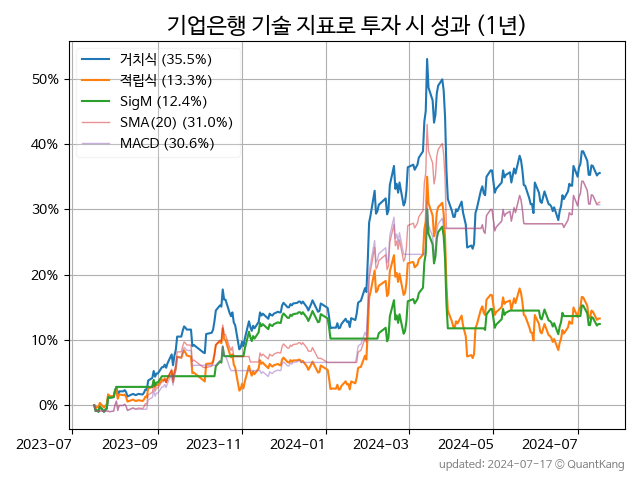 기업은행 기술 지표로 투자 시 성과 (1년)
거치식 (35.5%)
적립식 (13.3%)
SigM (12.4%)
SMA(20) (31.0%)
MACD (30.6%)
50%
40%
30%
20%
10%
0%
2023-07 2023-09 2023-11 2024-01 2024-03 2024-05 2024-07
updated: 2024-07-17 © QuantKang